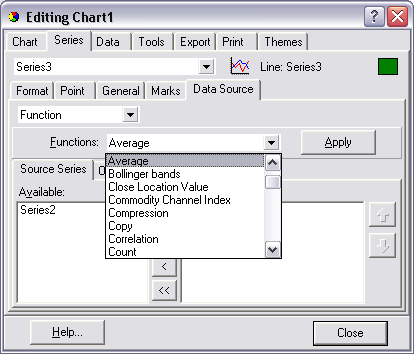 Editing Chart1
Chart Series Data Tools Export Print Themes
Series3 Line: Series3
Format Point General Marks Data Source
Function
Functions: Average Apply
Average
Bollinger bands
Close Location Value
Commodity Channel Index
Compression
Copy
Correlation
Count
Source Series
Available:
Series2
<
<<
Help... Close